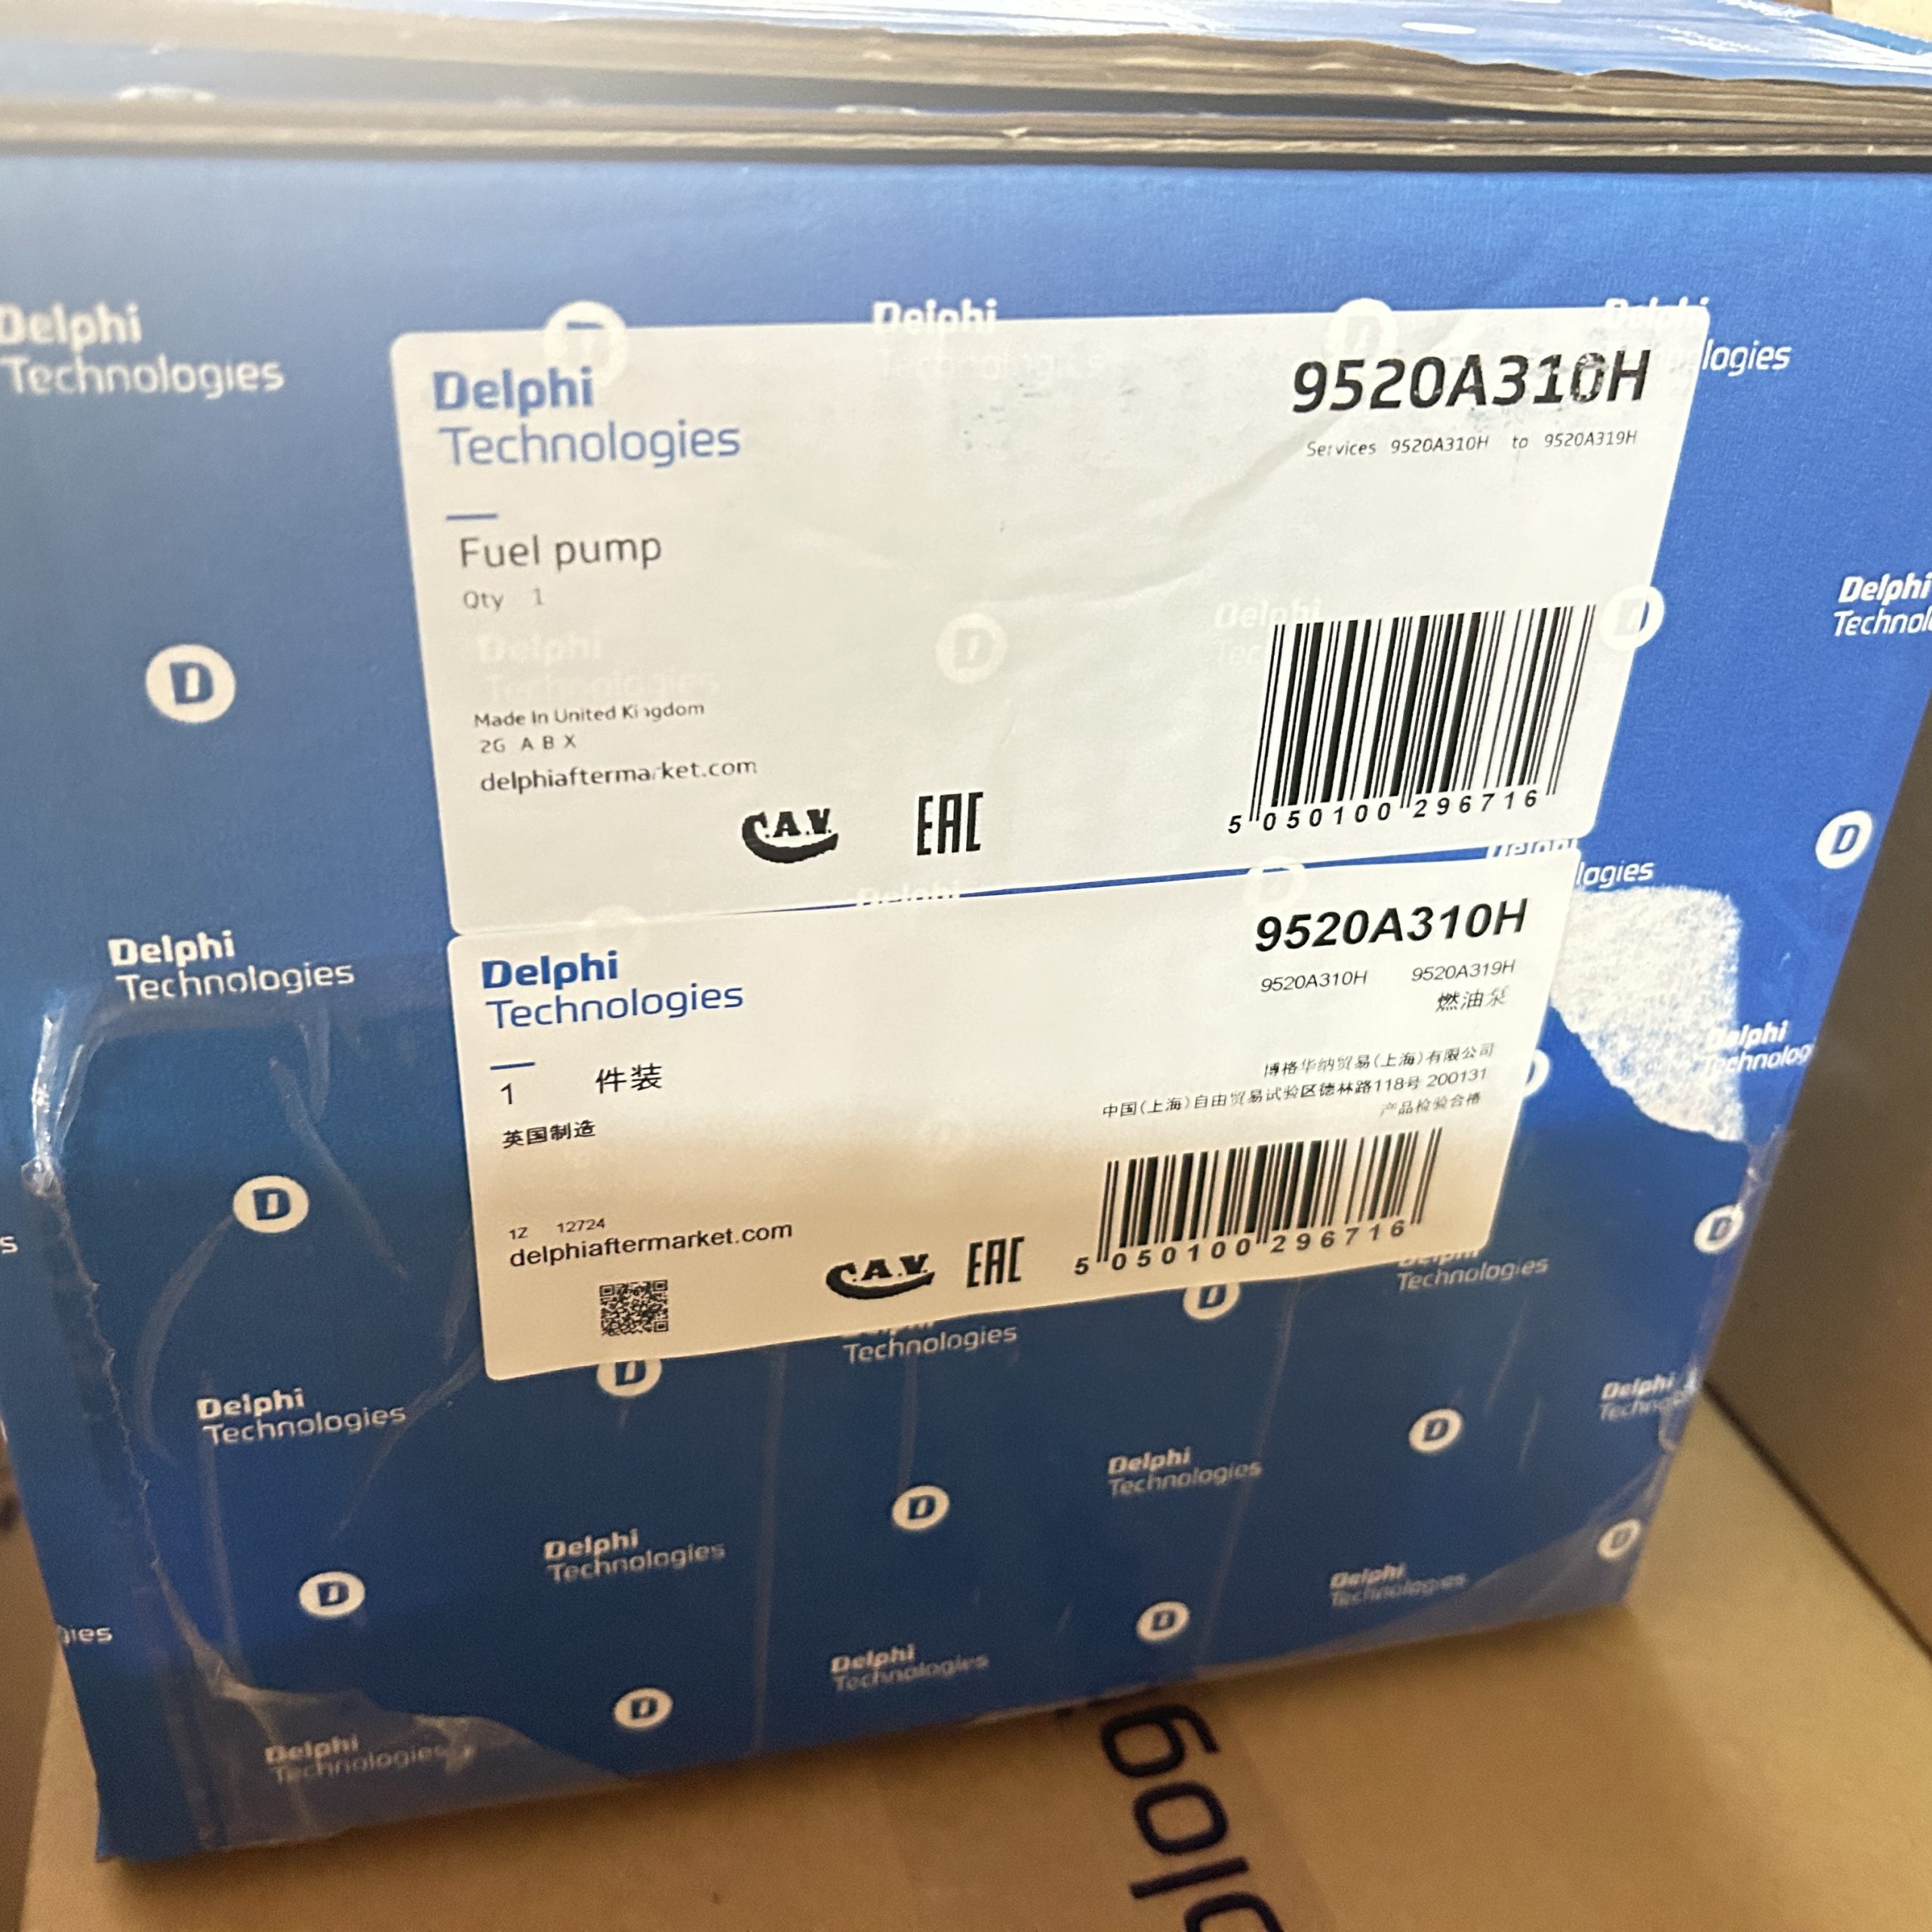 Delphi
Technologies
9520A310H
Services 9520A310H to 9520A319H
Fuel pump
Qty 1
Made In United Kingdom
2G A B X
delphiaftermarket.com
C.A.V.
EAC
5 050100 296716
Delphi
Technologies
9520A310H
9520A310H 9520A319H
燃油泵
1 件装
英国制造
博格华纳贸易(上海)有限公司
中国(上海)自由贸易试验区德林路118号 200131
产品检验合格
1Z 12724
delphiaftermarket.com
C.A.V.
EAC
5 050100 296716
Delphi
Technologies
D
Delphi
Technologies
D
Delphi
Technologies
D
Delphi
Technologies
D
Delphi
Technologies
D
Delphi
Technologies
D
Delphi
Technologies
D
Delphi
Technologies
Delphi
Technologies